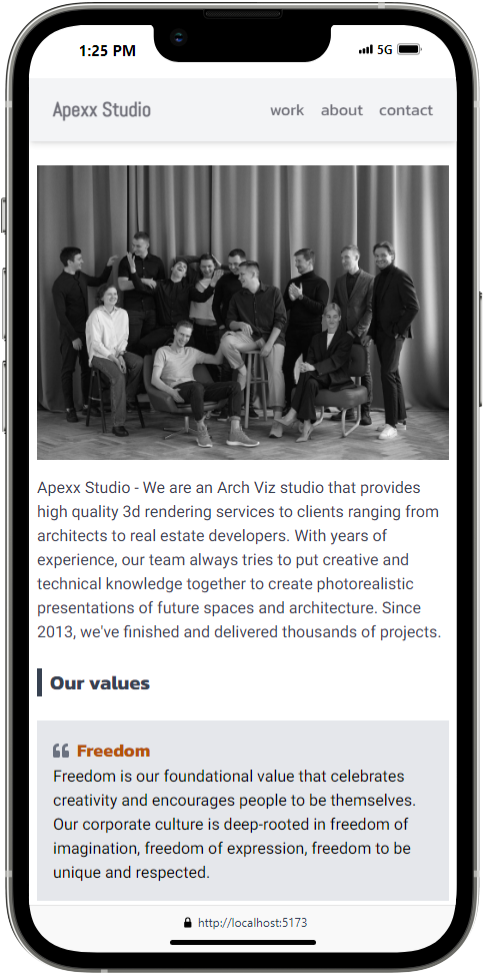 1:25 PM 5G
Apexx Studio work about contact
Apexx Studio - We are an Arch Viz studio that provides
high quality 3d rendering services to clients ranging from
architects to real estate developers. With years of
experience, our team always tries to put creative and
technical knowledge together to create photorealistic
presentations of future spaces and architecture. Since
2013, we've finished and delivered thousands of projects.
Our values
Freedom
Freedom is our foundational value that celebrates
creativity and encourages people to be themselves.
Our corporate culture is deep-rooted in freedom of
imagination, freedom of expression, freedom to be
unique and respected.
http://localhost:5173